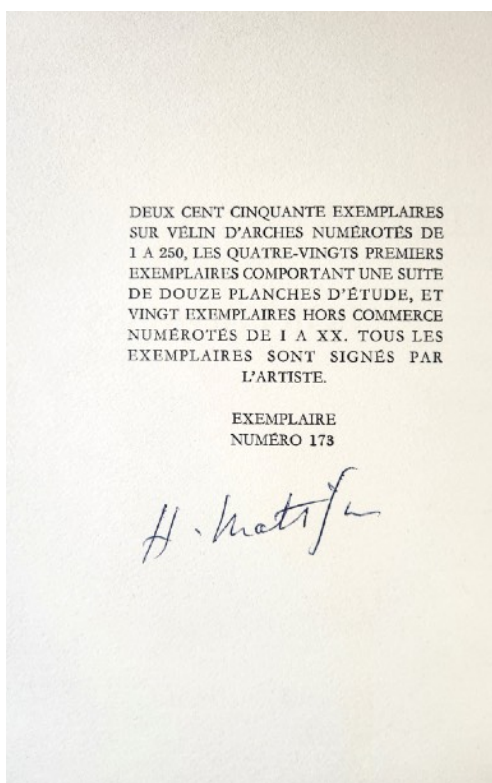 DEUX CENT CINQUANTE EXEMPLAIRES
SUR VÉLIN D'ARCHES NUMÉROTÉS DE
1 A 250, LES QUATRE-VINGTS PREMIERS
EXEMPLAIRES COMPORTANT UNE SUITE
DE DOUZE PLANCHES D'ÉTUDE, ET
VINGT EXEMPLAIRES HORS COMMERCE
NUMÉROTÉS DE I A XX. TOUS LES
EXEMPLAIRES SONT SIGNÉS PAR
L'ARTISTE.
EXEMPLAIRE
NUMÉRO 173
H. Matisse